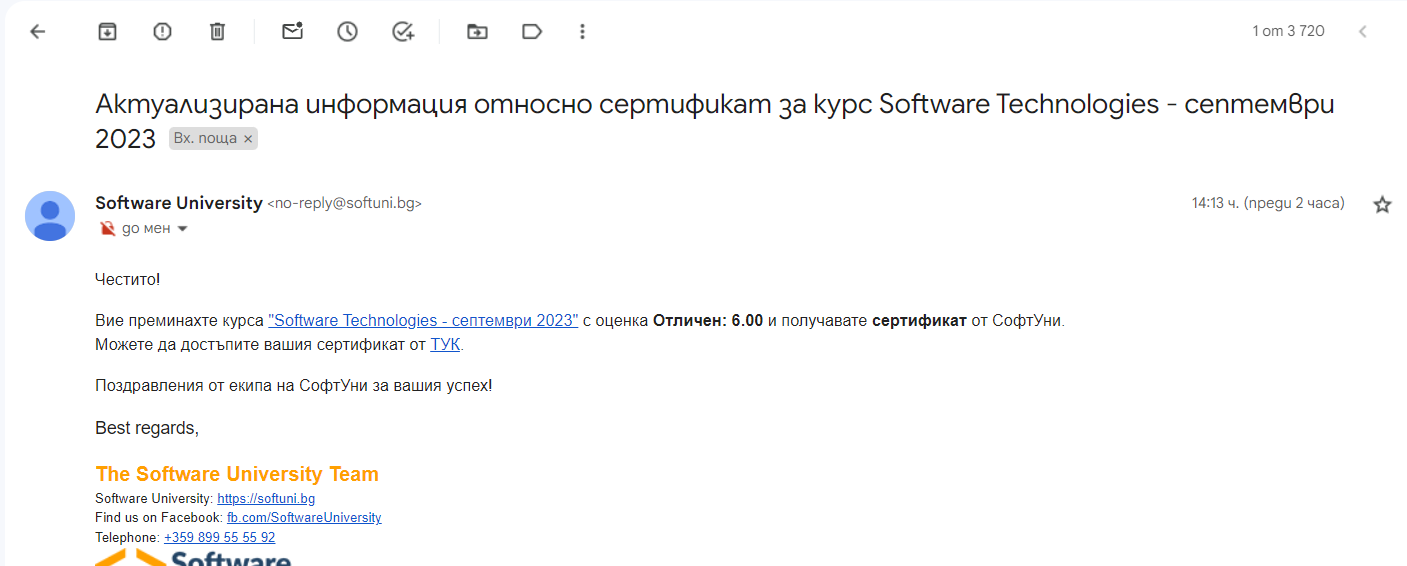 1 от 3 720
Актуализирана информация относно сертификат за курс Software Technologies - септември
2023 Вх. поща ×
Software University <no-reply@softuni.bg> 14:13 ч. (преди 2 часа)
до мен
Честито!
Вие преминахте курса "Software Technologies - септември 2023" с оценка Отличен: 6.00 и получавате сертификат от СофтУни.
Можете да достъпите вашия сертификат от ТУК.
Поздравления от екипа на СофтУни за вашия успех!
Best regards,
The Software University Team
Software University: https://softuni.bg
Find us on Facebook: fb.com/SoftwareUniversity
Telephone: +359 899 55 55 92
Software